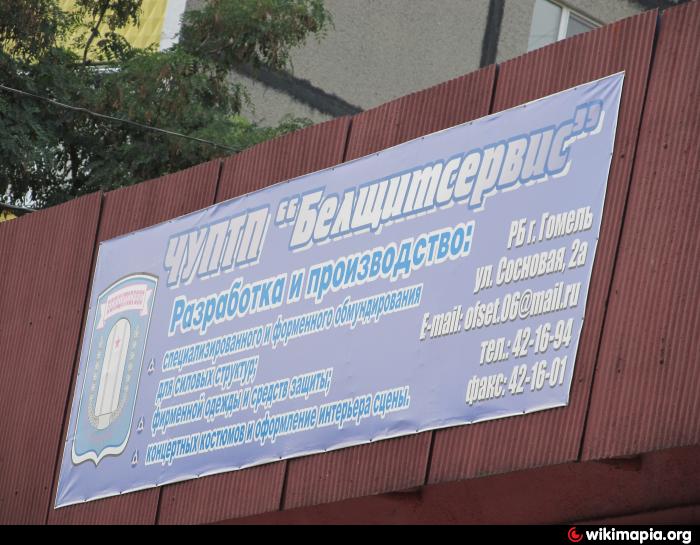 ЧУПТП “Белщитсервис”
Разработка и производство:
специализированного и форменного обмундирования
для силовых структур;
фирменной одежды и средств защиты;
концертных костюмов и оформление интерьера сцены.
РБ г. Гомель
ул. Сосновая, 2а
E-mail: ofset.06@mail.ru
тел.: 42-16-94
факс: 42-16-01
wikimapia.org